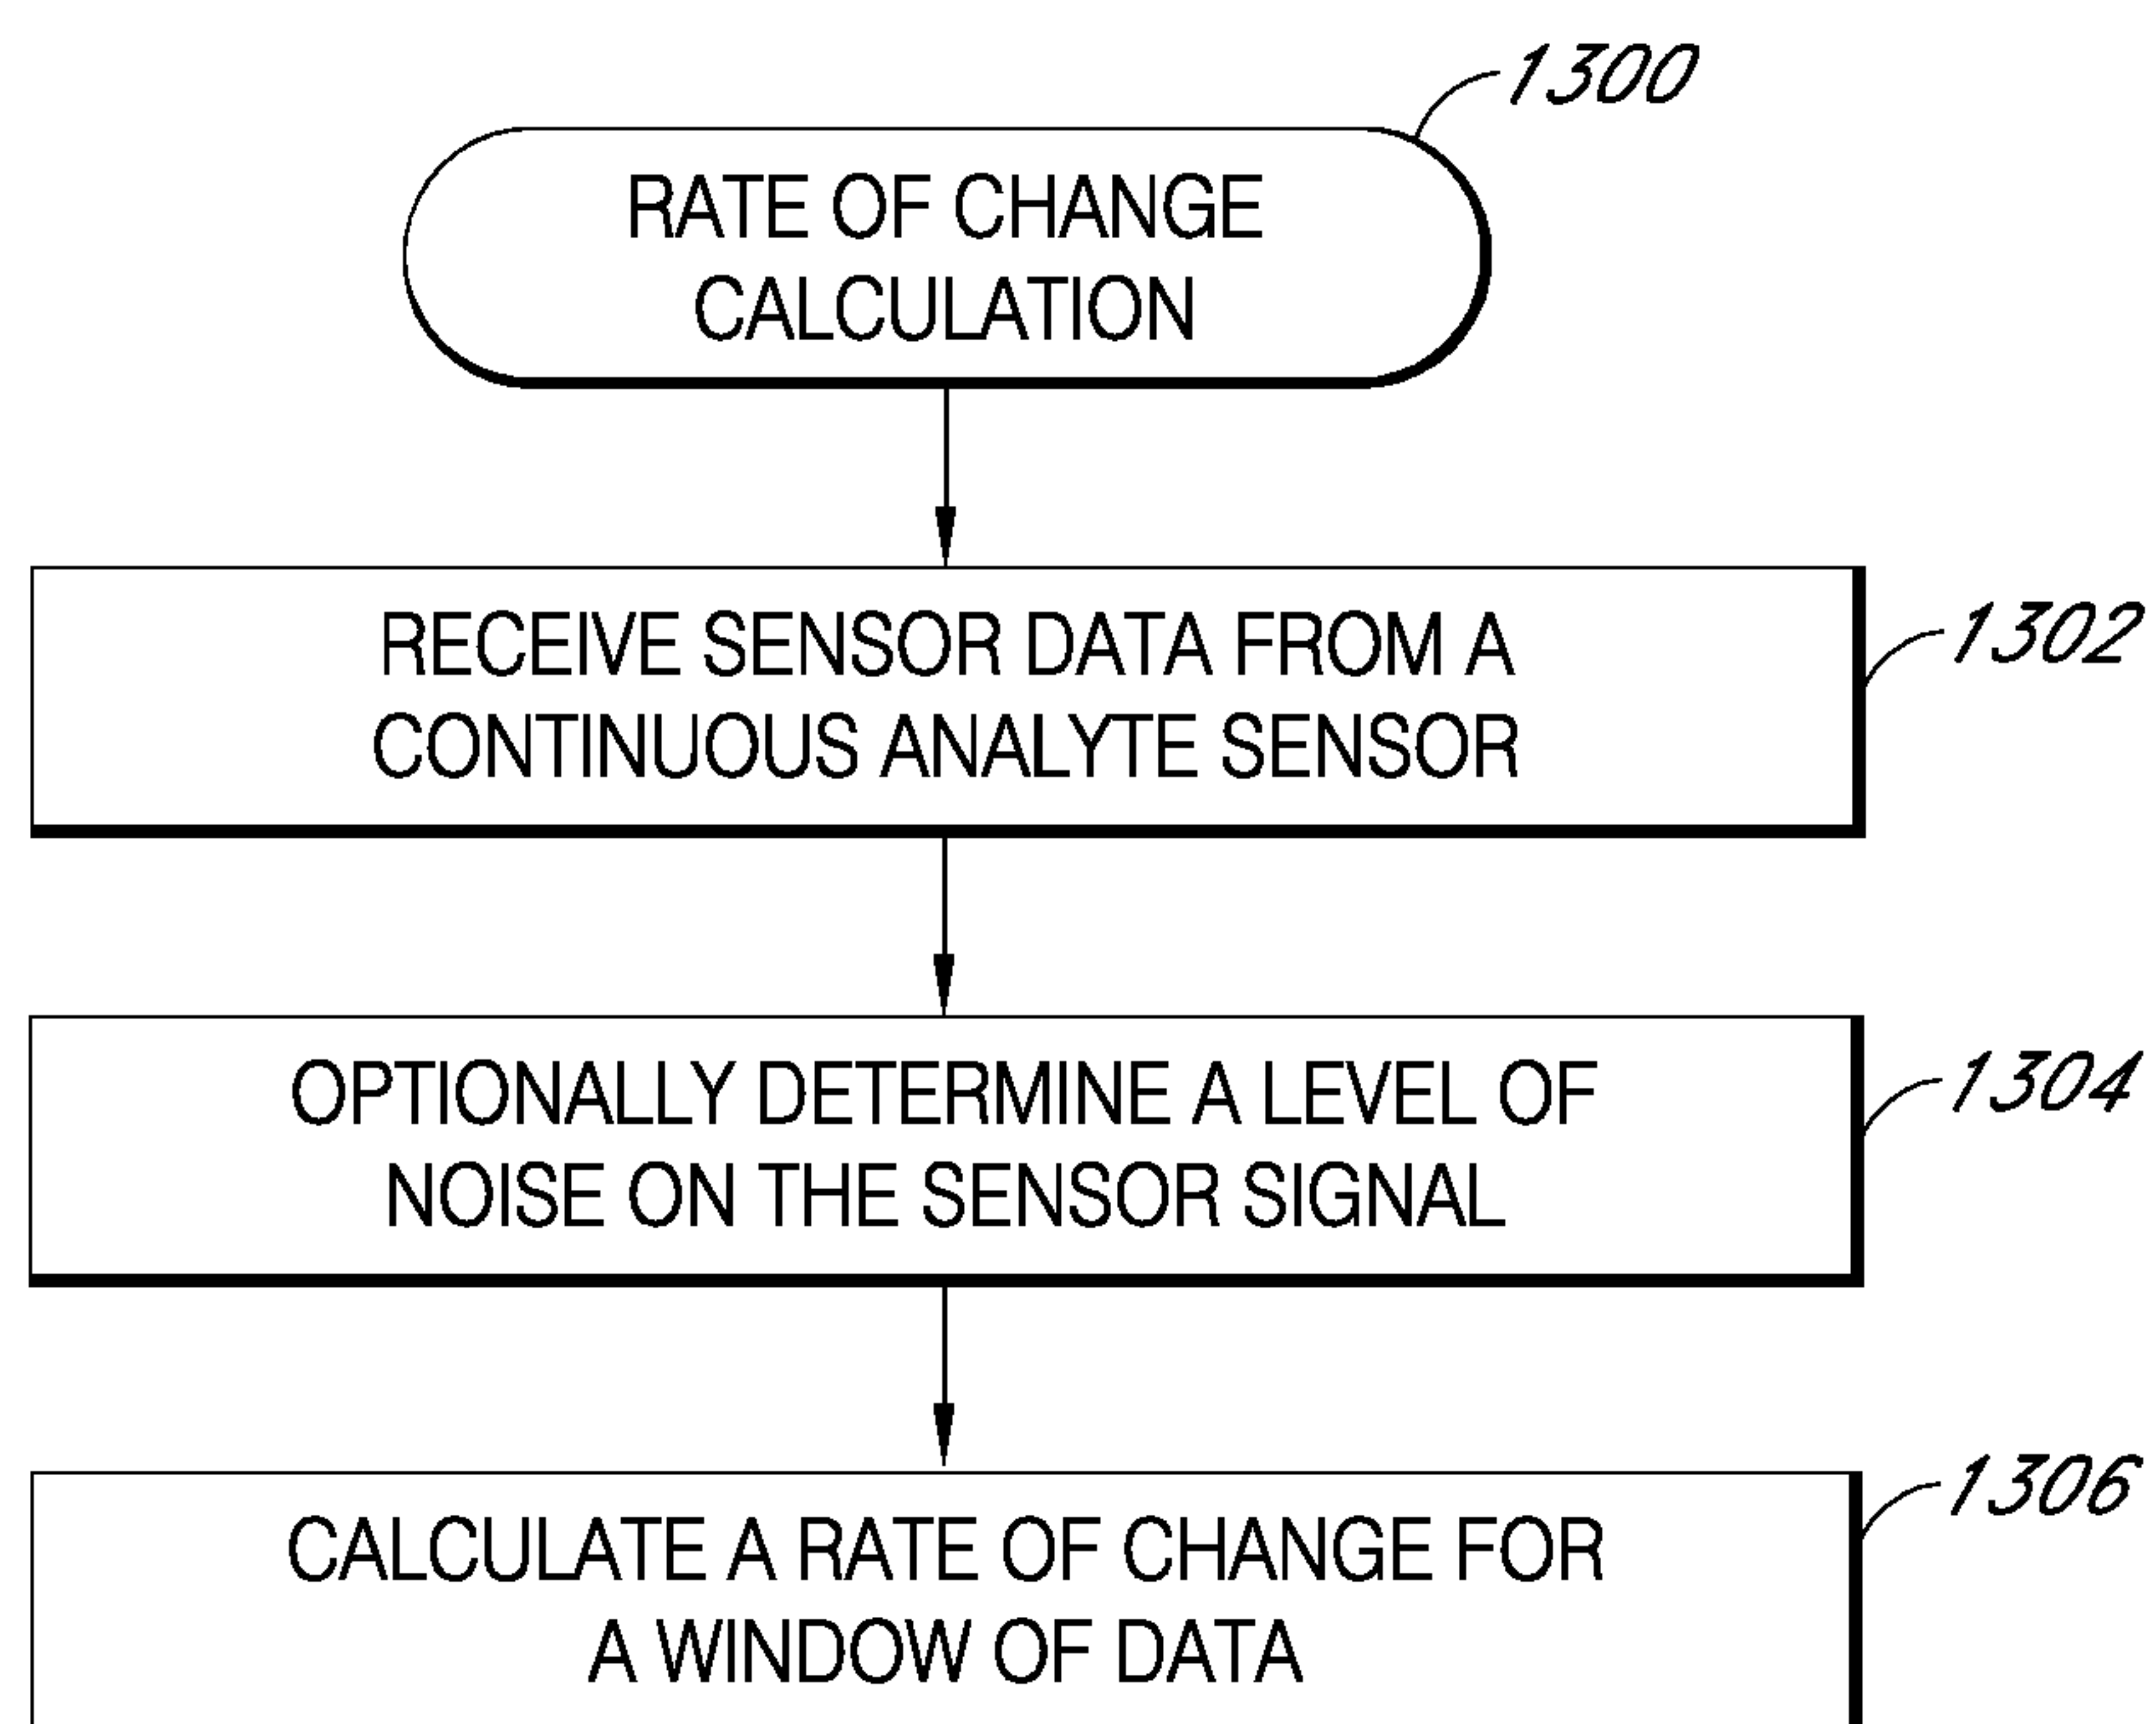 1300
RATE OF CHANGE
CALCULATION
RECEIVE SENSOR DATA FROM A
CONTINUOUS ANALYTE SENSOR
1302
OPTIONALLY DETERMINE A LEVEL OF
NOISE ON THE SENSOR SIGNAL
1304
CALCULATE A RATE OF CHANGE FOR
A WINDOW OF DATA
1306